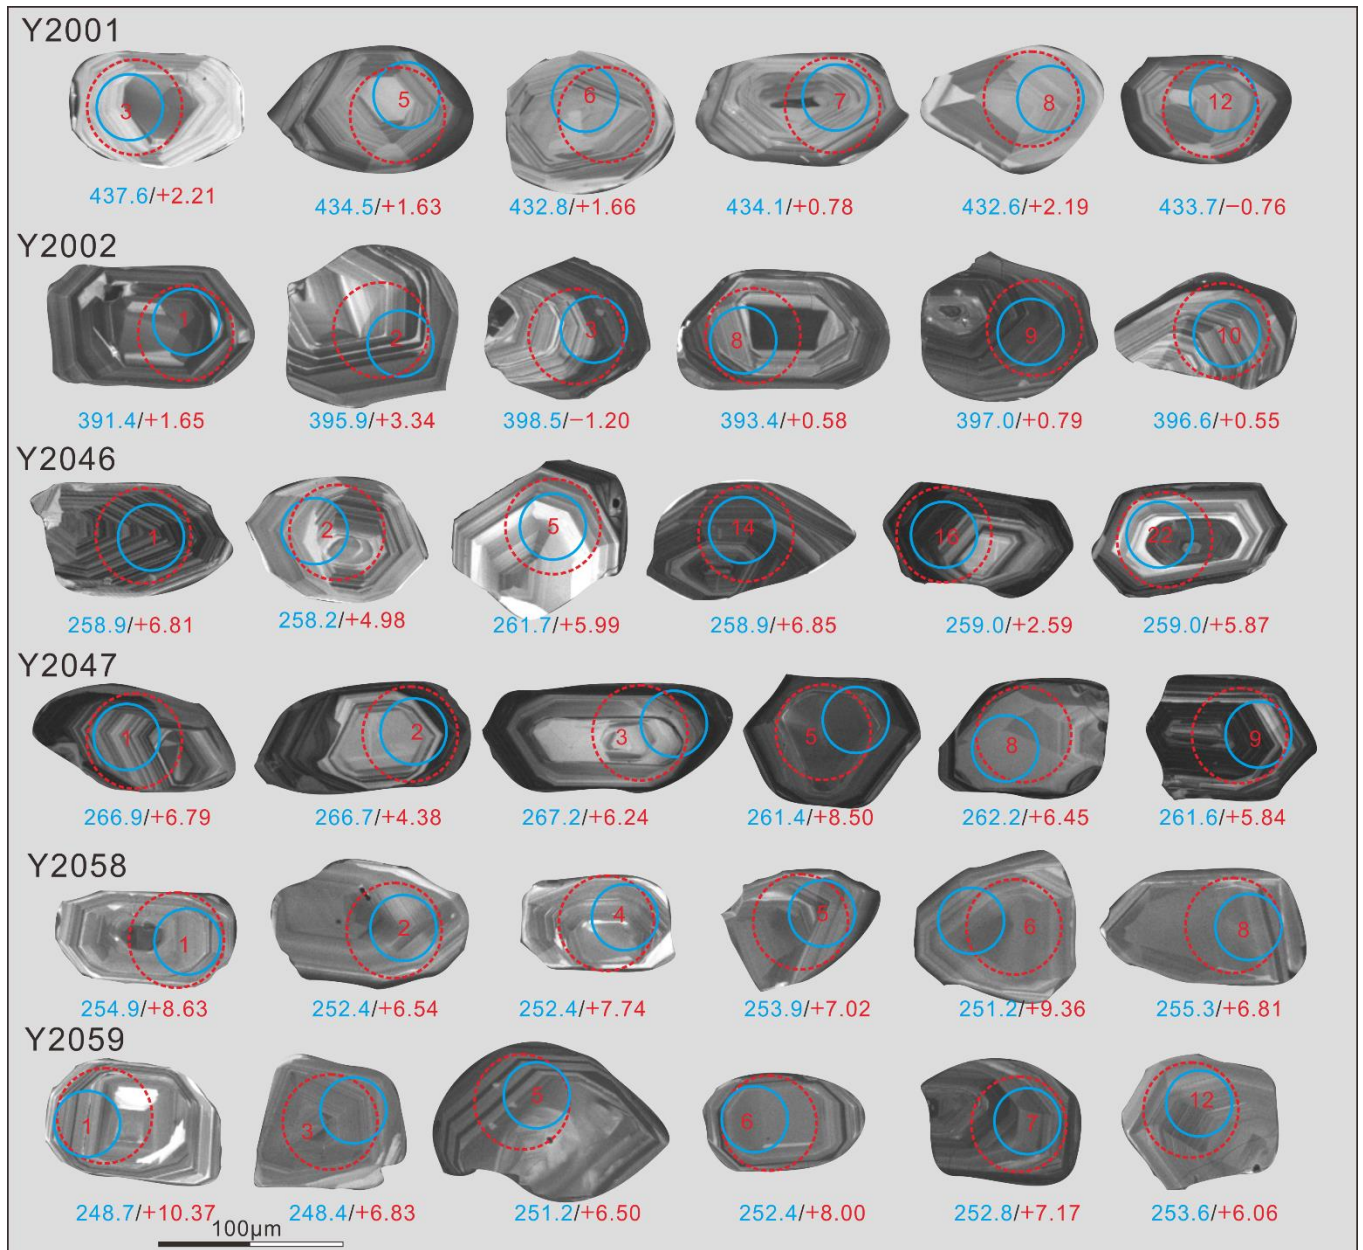 Y2001
3 5 6 7 8 12
437.6/+2.21 434.5/+1.63 432.8/+1.66 434.1/+0.78 432.6/+2.19 433.7/−0.76
Y2002
1 2 3 8 9 10
391.4/+1.65 395.9/+3.34 398.5/−1.20 393.4/+0.58 397.0/+0.79 396.6/+0.55
Y2046
1 2 5 14 16 22
258.9/+6.81 258.2/+4.98 261.7/+5.99 258.9/+6.85 259.0/+2.59 259.0/+5.87
Y2047
1 2 3 5 8 9
266.9/+6.79 266.7/+4.38 267.2/+6.24 261.4/+8.50 262.2/+6.45 261.6/+5.84
Y2058
1 2 4 5 6 8
254.9/+8.63 252.4/+6.54 252.4/+7.74 253.9/+7.02 251.2/+9.36 255.3/+6.81
Y2059
1 3 5 6 7 12
248.7/+10.37 248.4/+6.83 251.2/+6.50 252.4/+8.00 252.8/+7.17 253.6/+6.06
100μm